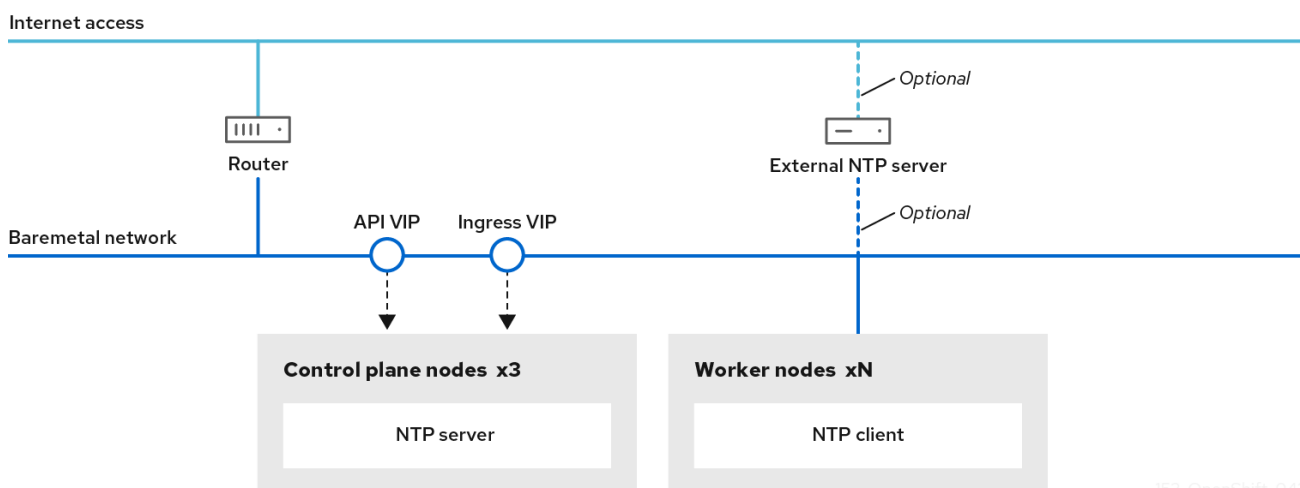 Internet access
Optional
Router
External NTP server
Optional
API VIP
Ingress VIP
Baremetal network
Control plane nodes x3
Worker nodes xN
NTP server
NTP client